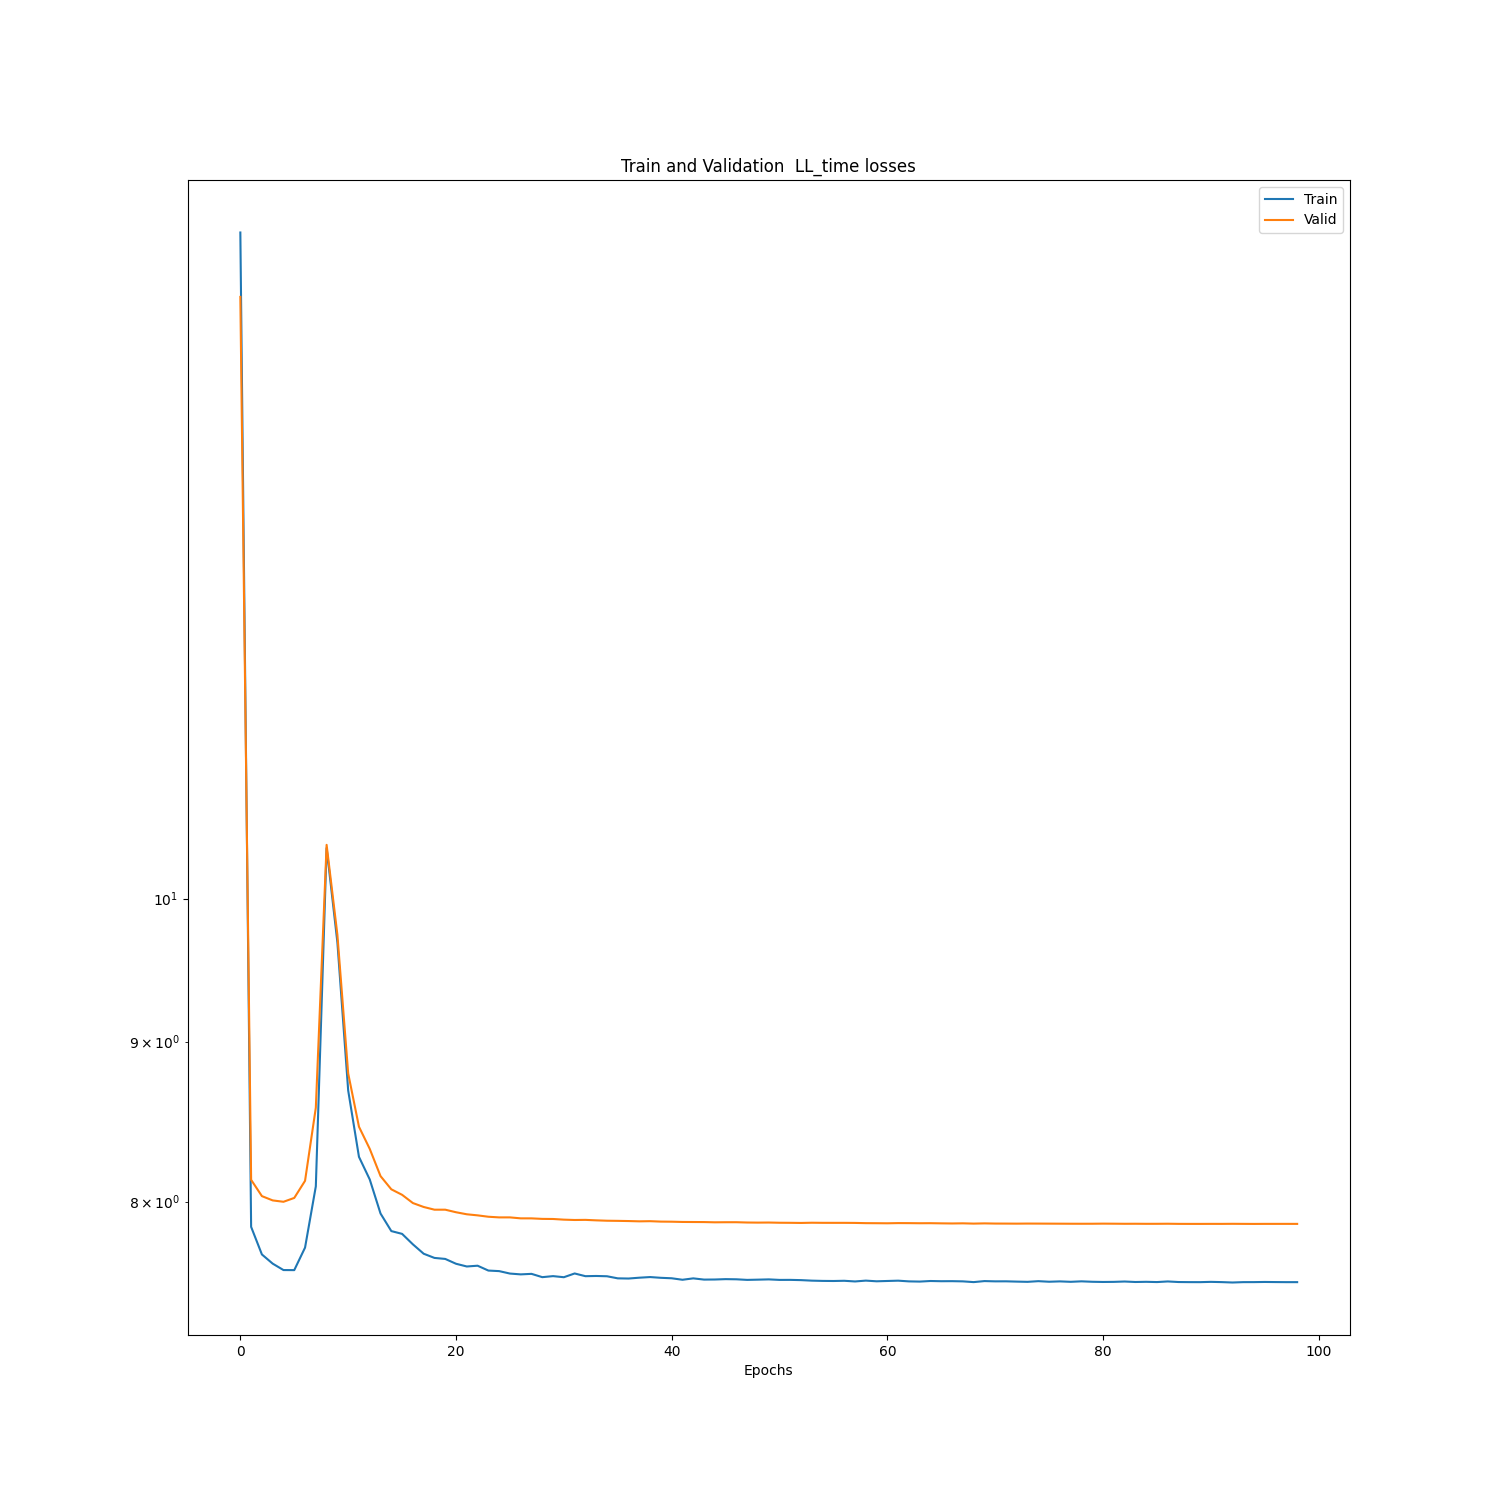 Train and Validation  LL_time losses
Train
Valid
10¹
9 × 10⁰
8 × 10⁰
0 20 40 60 80 100
Epochs